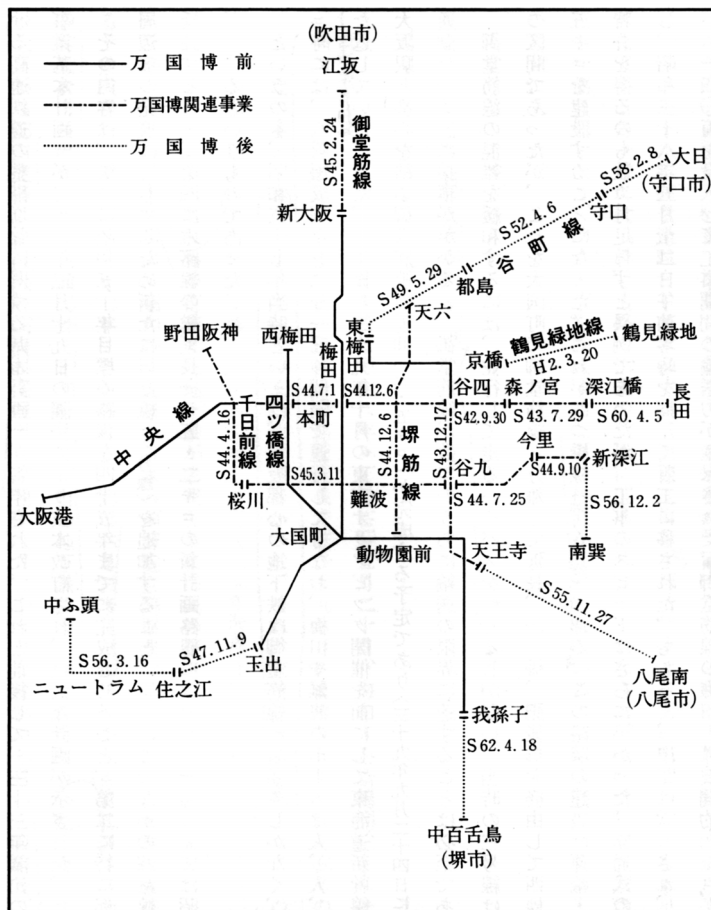 (吹田市)
江坂
万国博前
万国博関連事業
万国博後
御堂筋線
S45.2.24
新大阪
S58.2.8
大日
(守口市)
守口
S52.4.6
谷町線
都島
S49.5.29
天六
野田阪神
西梅田
梅田
東梅田
京橋
鶴見緑地線
H2.3.20
鶴見緑地
中央線
S44.4.16
千日前線
四ツ橋線
S44.7.1
本町
S44.12.6
S44.12.6
堺筋線
S43.12.17
谷四
S42.9.30
森ノ宮
S43.7.29
深江橋
S60.4.5
長田
今里
S44.9.10
新深江
大阪港
桜川
S45.3.11
難波
谷九
S44.7.25
S56.12.2
南巽
大国町
動物園前
天王寺
中ふ頭
S56.3.16
ニュートラム
住之江
S47.11.9
玉出
S55.11.27
八尾南
(八尾市)
我孫子
S62.4.18
中百舌鳥
(堺市)